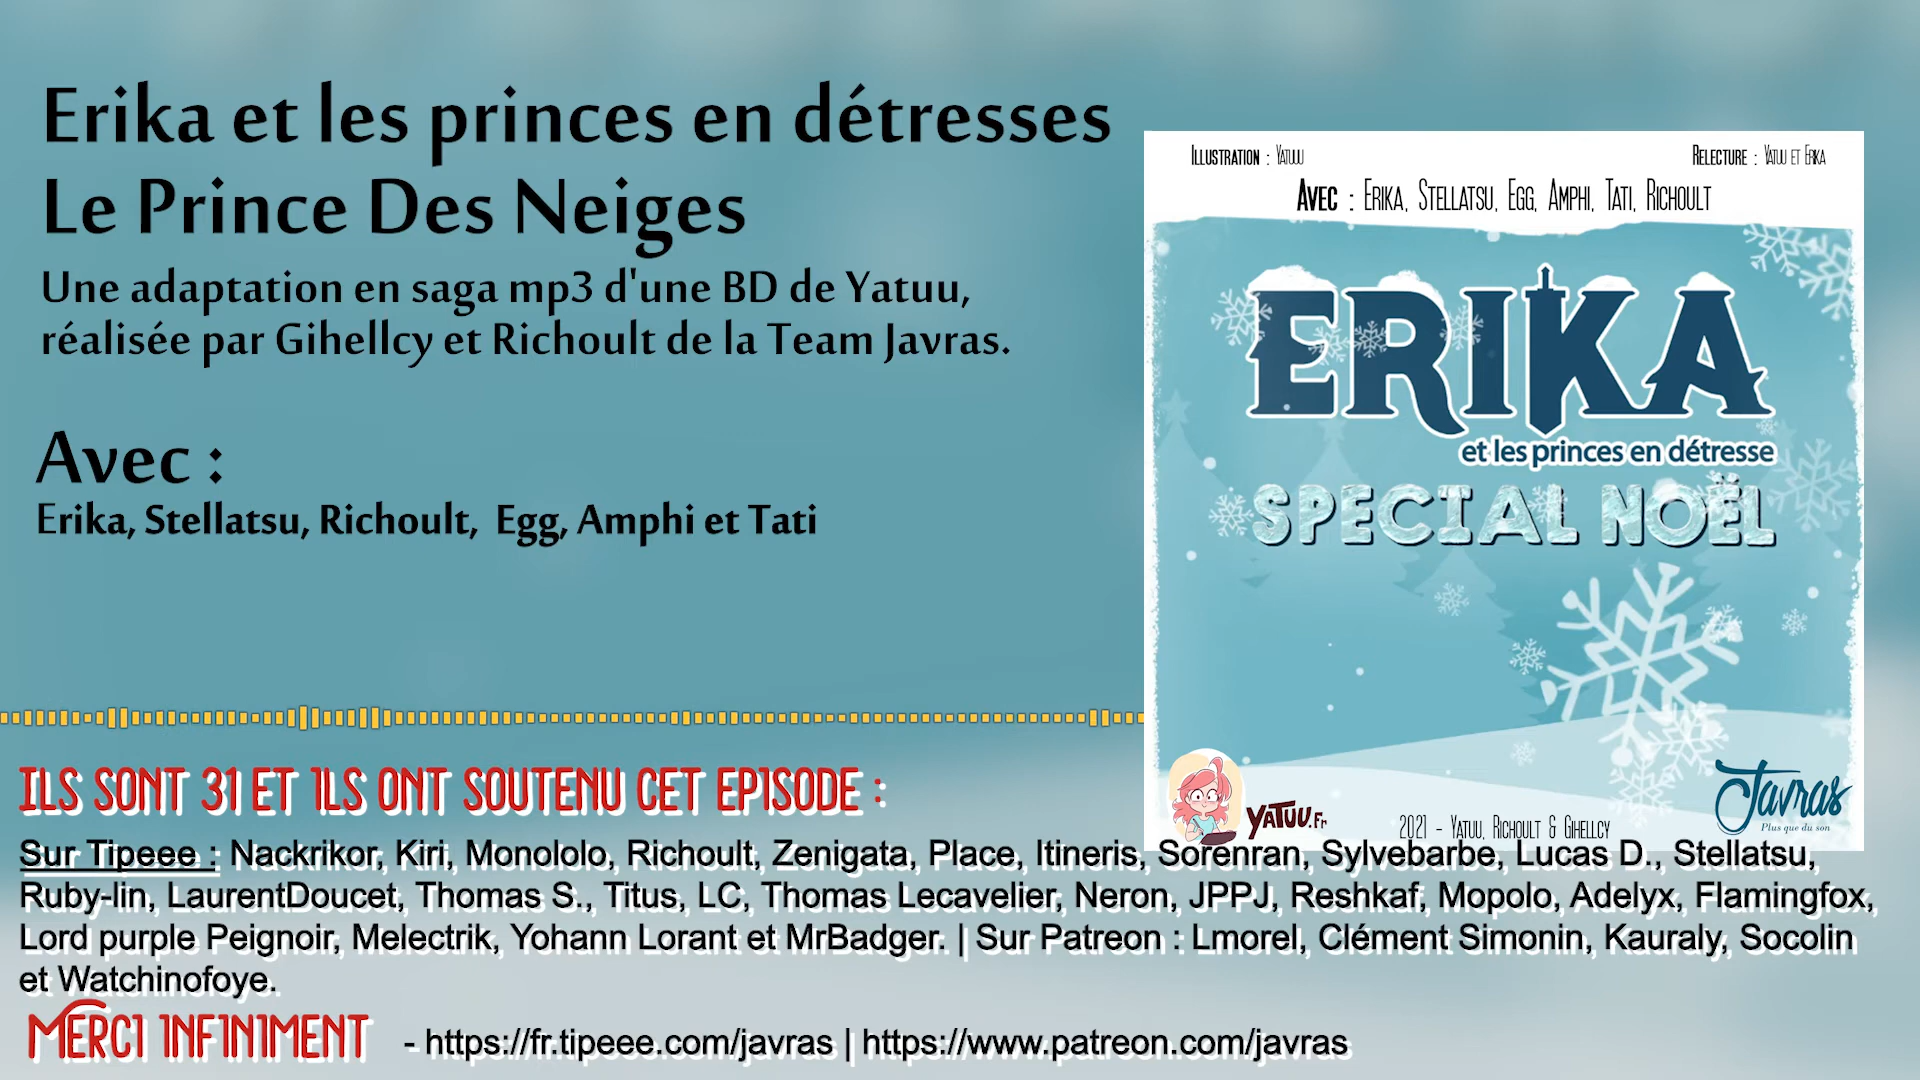 Erika et les princes en détresses
Le Prince Des Neiges
Une adaptation en saga mp3 d'une BD de Yatuu,
réalisée par Gihellcy et Richoult de la Team Javras.
Avec :
Erika, Stellatsu, Richoult, Egg, Amphi et Tati
Illustration : Yatuuu
Relecture : Yatuu et Erika
Avec : Erika, Stellatsu, Egg, Amphi, Tati, Richoult
ERIKA
et les princes en détresse
SPECIAL NOËL
YATUU.Fr
2021 - Yatuu, Richoult & Gihellcy
Javras
Plus que du son
ILS SONT 31 ET ILS ONT SOUTENU CET EPISODE :
Sur Tipeee : Nackrikor, Kiri, Monololo, Richoult, Zenigata, Place, Itineris, Sorenran, Sylvebarbe, Lucas D., Stellatsu,
Ruby-lin, LaurentDoucet, Thomas S., Titus, LC, Thomas Lecavelier, Neron, JPPJ, Reshkaf, Mopolo, Adelyx, Flamingfox,
Lord purple Peignoir, Melectrik, Yohann Lorant et MrBadger. | Sur Patreon : Lmorel, Clément Simonin, Kauraly, Socolin
et Watchinofoye.
MERCI INFINIMENT - https://fr.tipeee.com/javras | https://www.patreon.com/javras